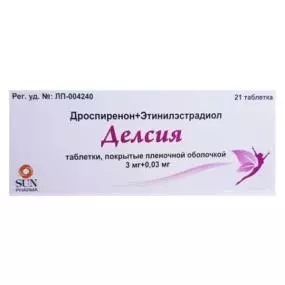 Рег. уд. №: ЛП-004240
21 таблетка
Дроспиренон+Этинилэстрадиол
Делсия
таблетки, покрытые пленочной оболочкой
3 мг+0,03 мг
SUN
PHARMA